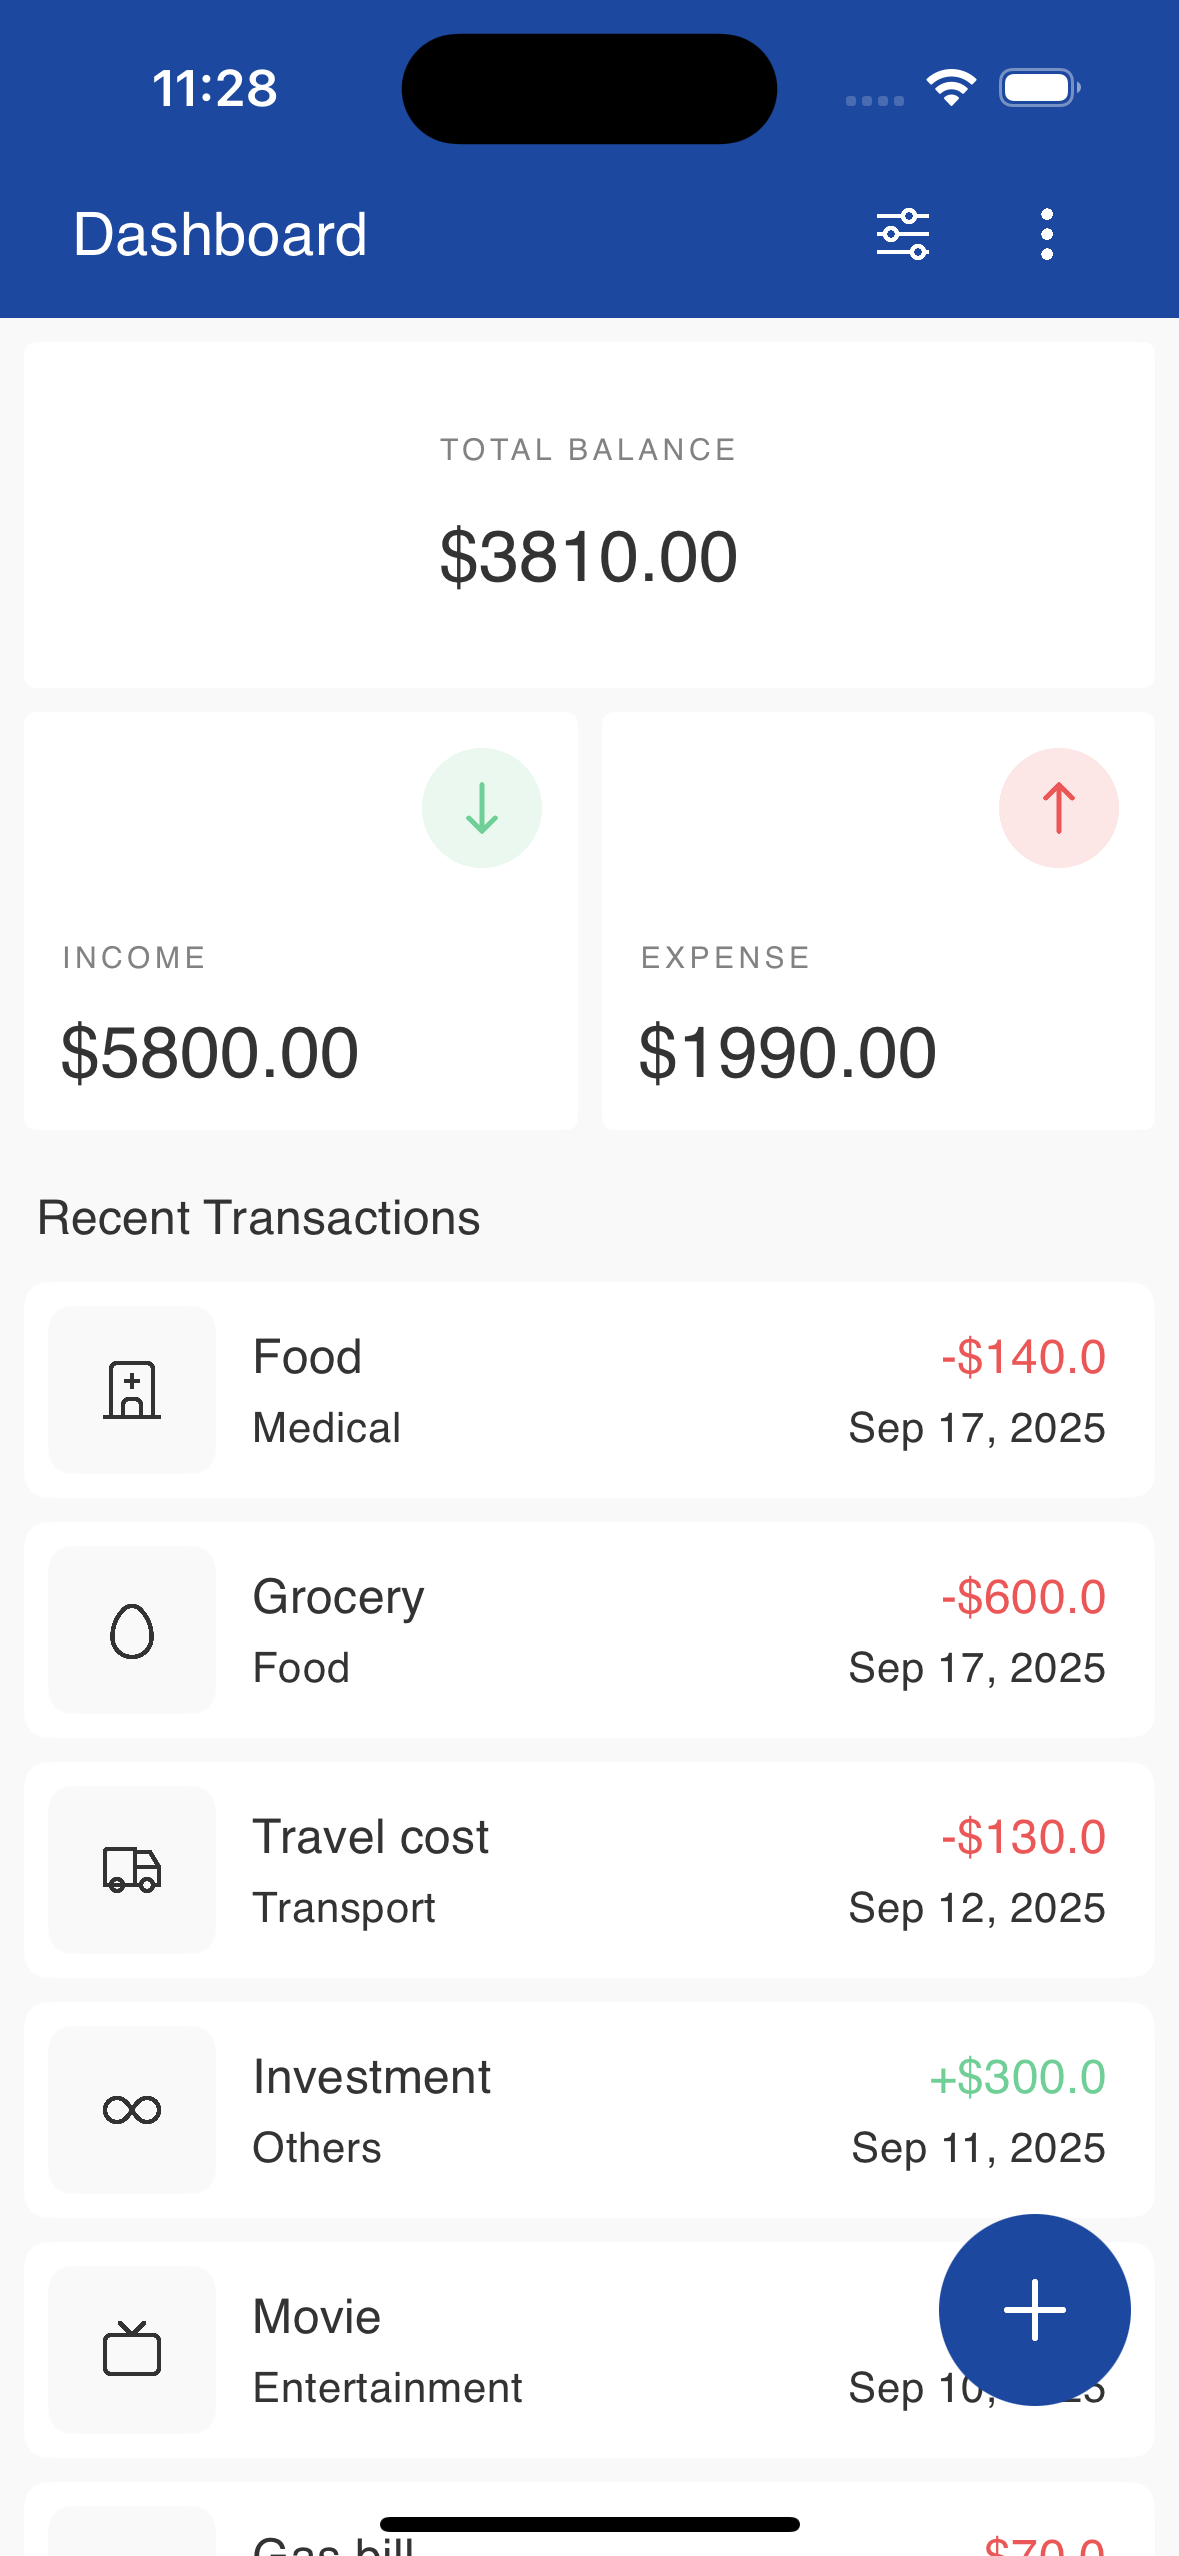 11:28
Dashboard
TOTAL BALANCE
$3810.00
INCOME
$5800.00
EXPENSE
$1990.00
Recent Transactions
Food
-$140.0
Medical
Sep 17, 2025
Grocery
-$600.0
Food
Sep 17, 2025
Travel cost
-$130.0
Transport
Sep 12, 2025
Investment
+$300.0
Others
Sep 11, 2025
Movie
Entertainment
Sep 10,
Gas bill
$70.0